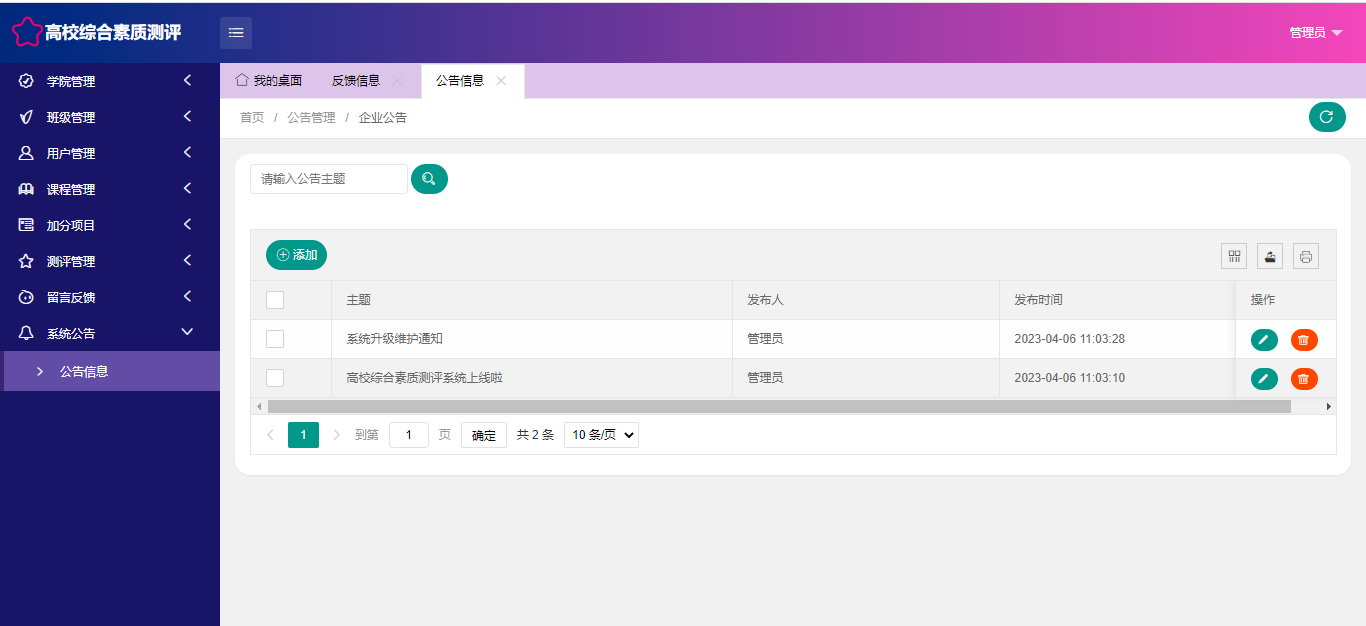 高校综合素质测评
管理员
学院管理
班级管理
用户管理
课程管理
加分项目
测评管理
留言反馈
系统公告
公告信息
我的桌面 反馈信息 公告信息
首页 / 公告管理 / 企业公告
请输入公告主题
添加
主题 发布人 发布时间 操作
系统升级维护通知 管理员 2023-04-06 11:03:28
高校综合素质测评系统上线啦 管理员 2023-04-06 11:03:10
1 到第 1 页 确定 共 2 条 10 条/页